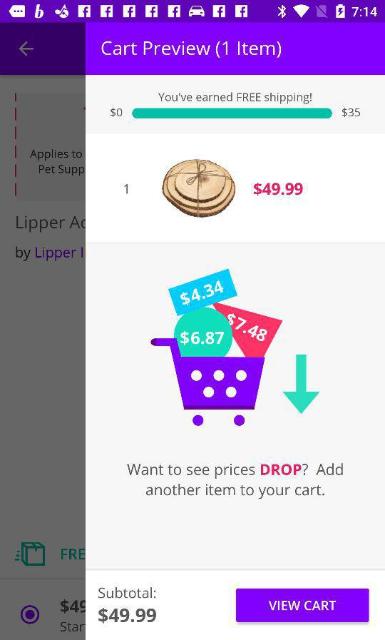 7:14
Cart Preview (1 Item)
You've earned FREE shipping!
$0
$35
Applies to
Pet Supp
1
$49.99
Lipper Ac
by Lipper I
$4.34
$7.48
$6.87
Want to see prices DROP? Add
another item to your cart.
FREE
Subtotal:
$49.99
VIEW CART
$49
Star